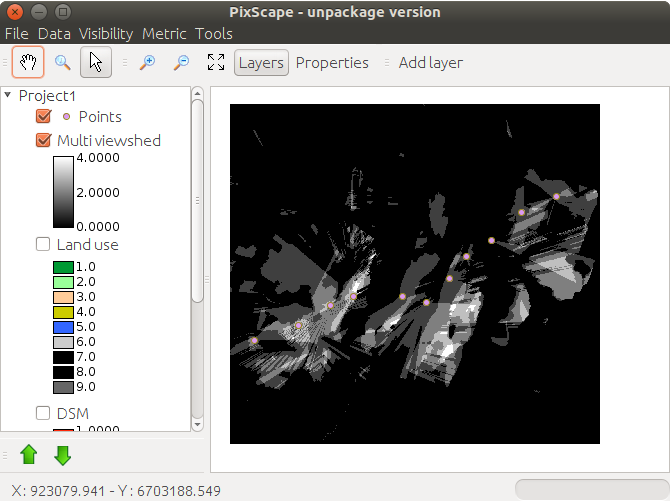 PixScape - unpackage version
File Data Visibility Metric Tools
Layers Properties Add layer
Project1
Points
Multi viewshed
4.0000
2.0000
0.0000
Land use
1.0
2.0
3.0
4.0
5.0
6.0
7.0
8.0
9.0
DSM
1.0000
X : 923079.941 - Y : 6703188.549